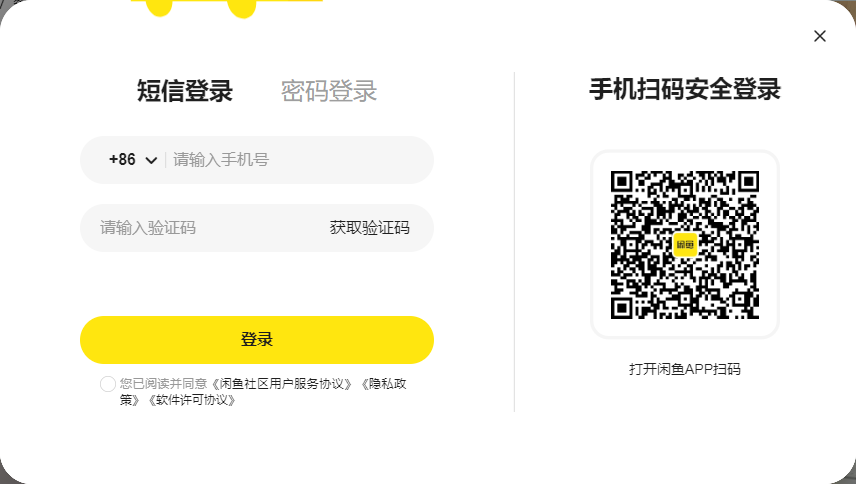 短信登录 密码登录
+86 请输入手机号
请输入验证码 获取验证码
登录
您已阅读并同意《闲鱼社区用户服务协议》《隐私政
策》《软件许可协议》
手机扫码安全登录
闲鱼
打开闲鱼APP扫码